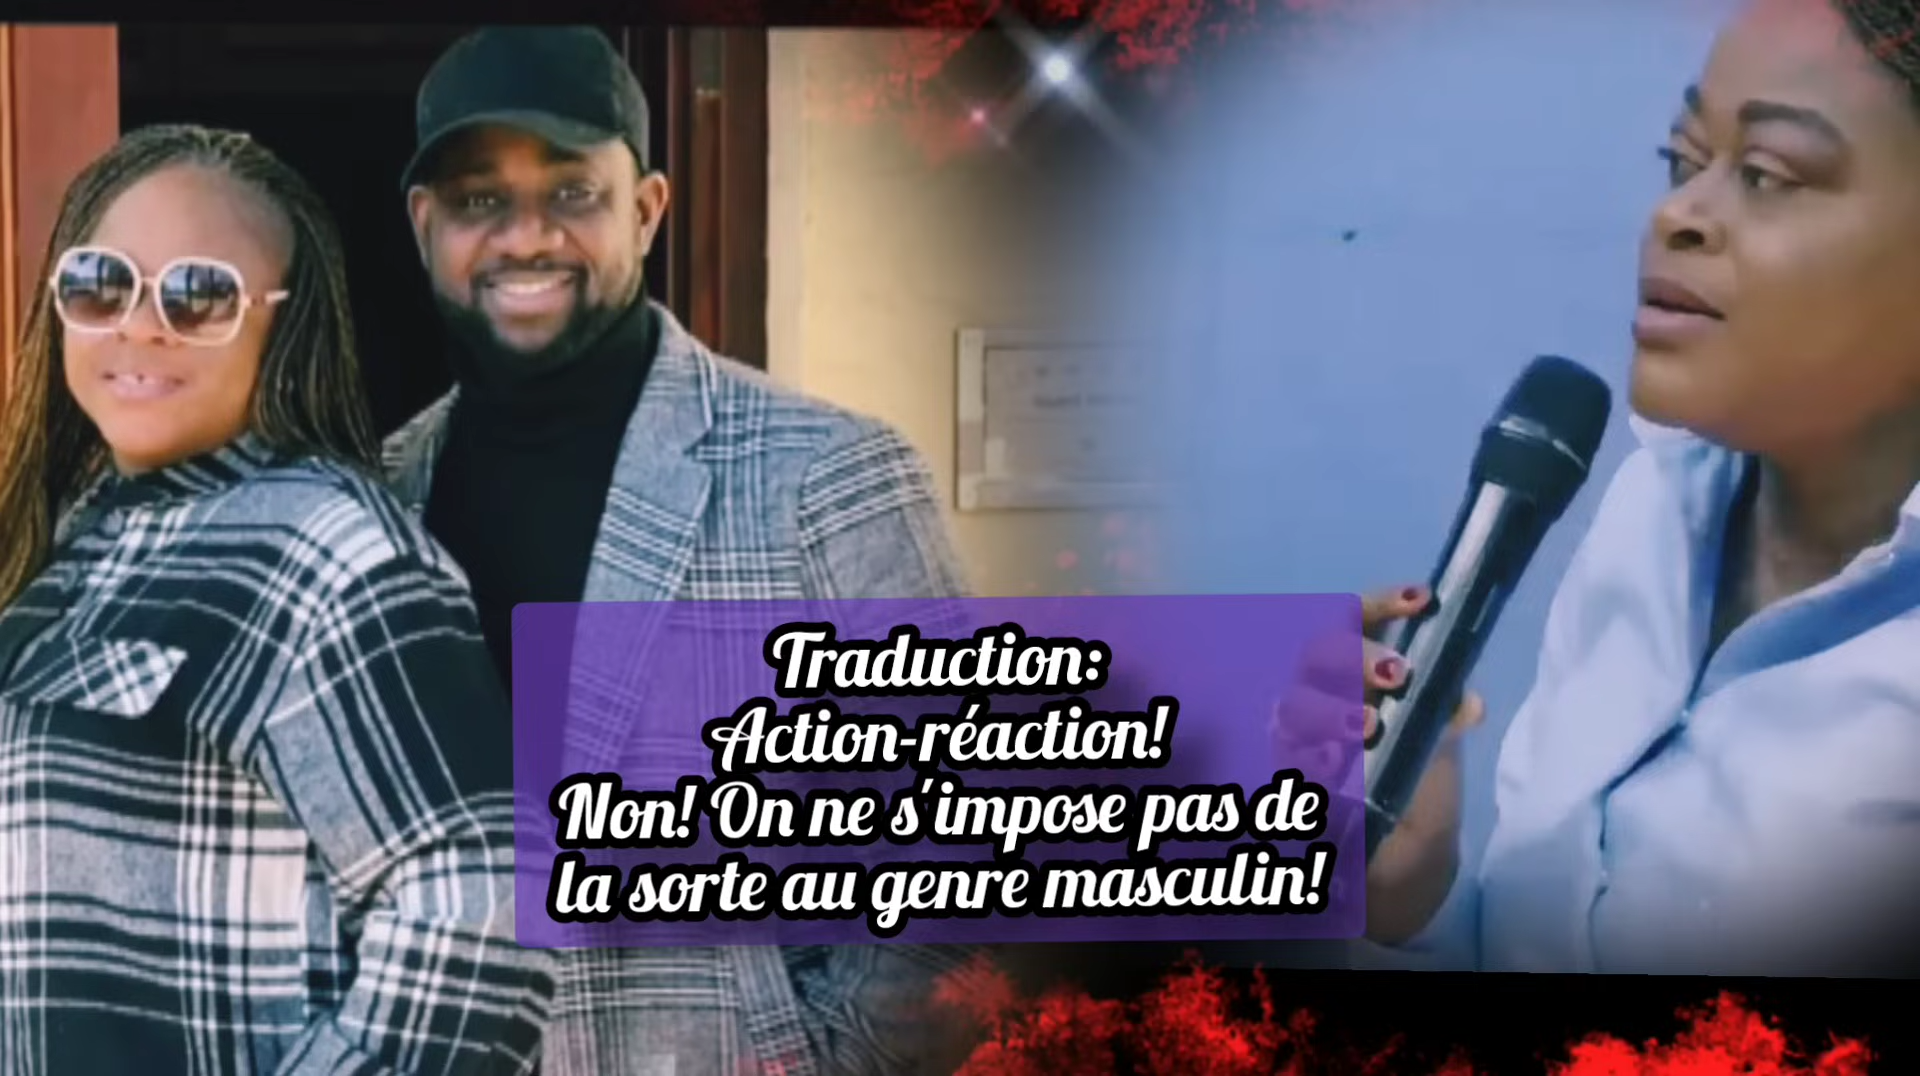 Traduction:
Action-réaction!
Non! On ne s'impose pas de
la sorte au genre masculin!